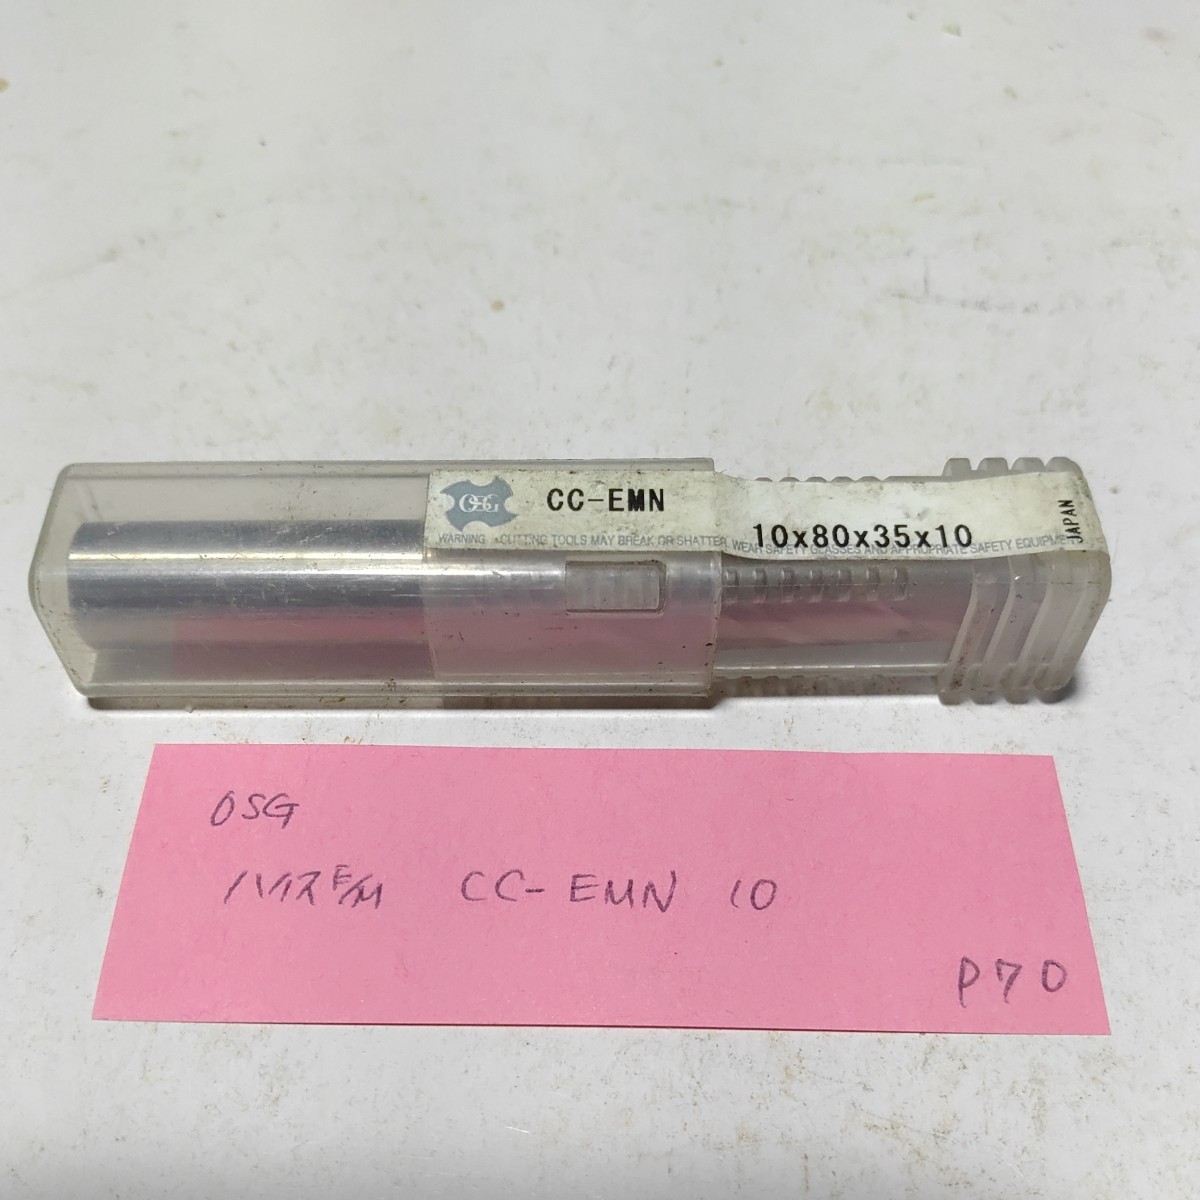 OSG
CC-EMN
10x80x35x10
JAPAN
WARNING CUTTING TOOLS MAY BREAK OR SHATTER, WEAR SAFETY GLASSES AND APPROPRIATE SAFETY EQUIPMENT
OSG
ハイス E/M CC-EMN 10
P70